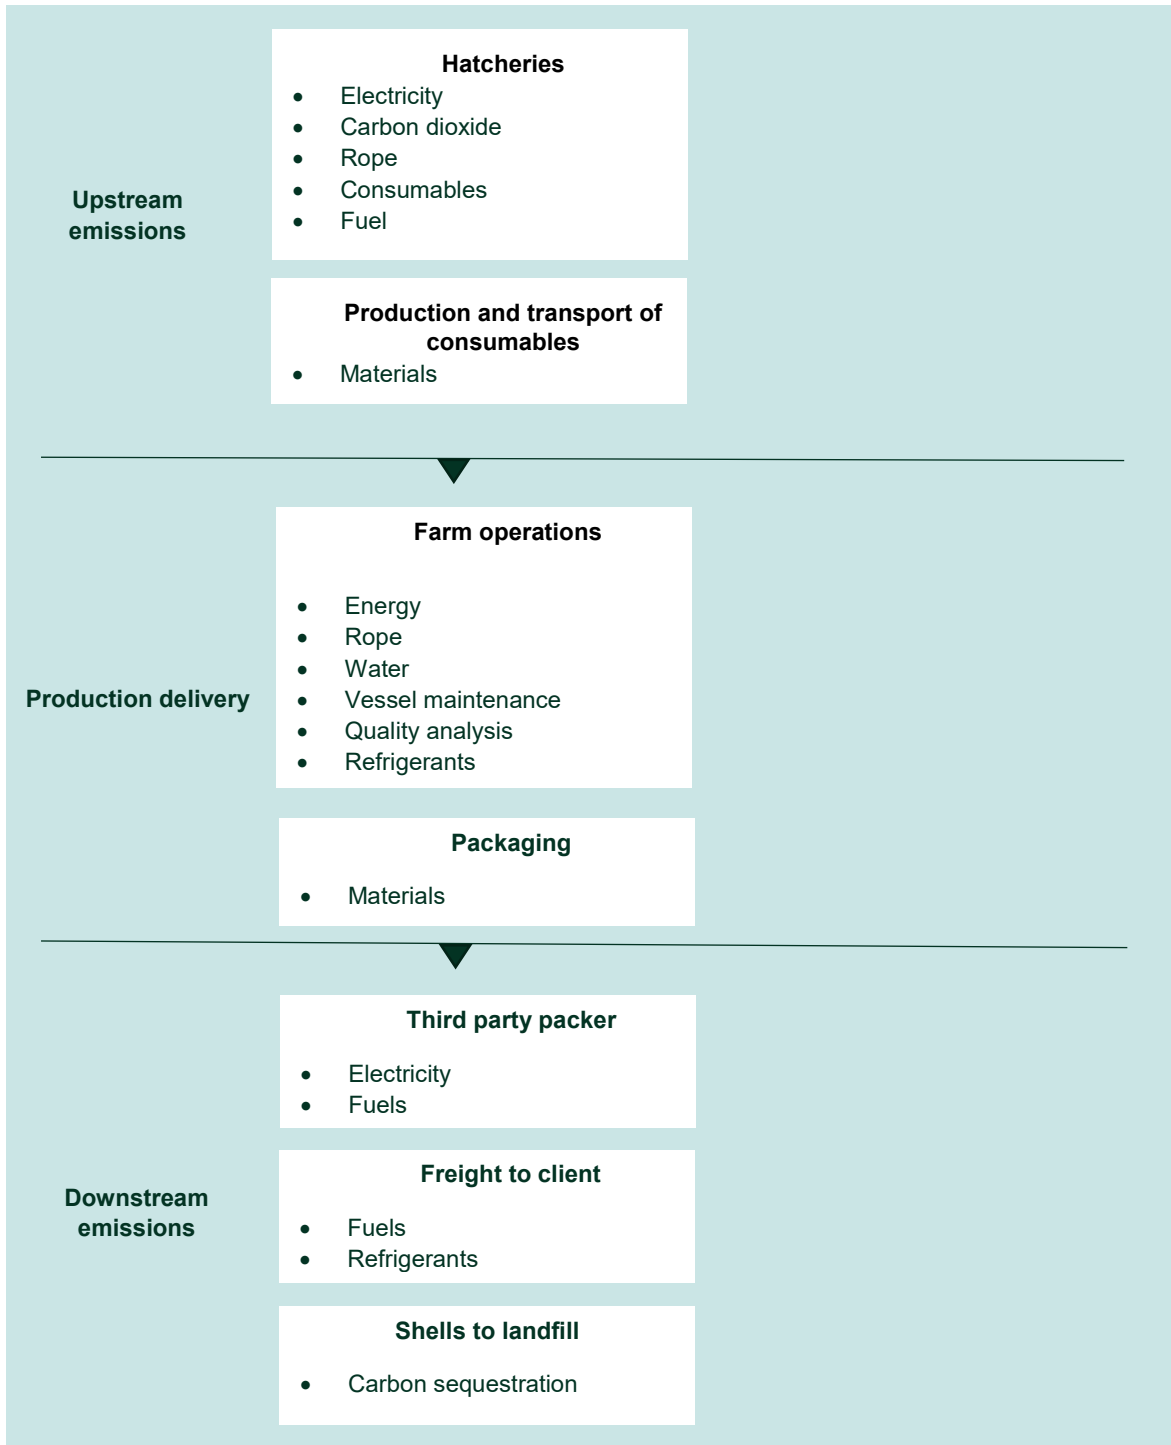 Hatcheries
• Electricity
• Carbon dioxide
• Rope
• Consumables
• Fuel
Upstream
emissions
Production and transport of
consumables
• Materials
Farm operations
• Energy
• Rope
• Water
• Vessel maintenance
• Quality analysis
• Refrigerants
Production delivery
Packaging
• Materials
Third party packer
• Electricity
• Fuels
Freight to client
• Fuels
• Refrigerants
Downstream
emissions
Shells to landfill
• Carbon sequestration